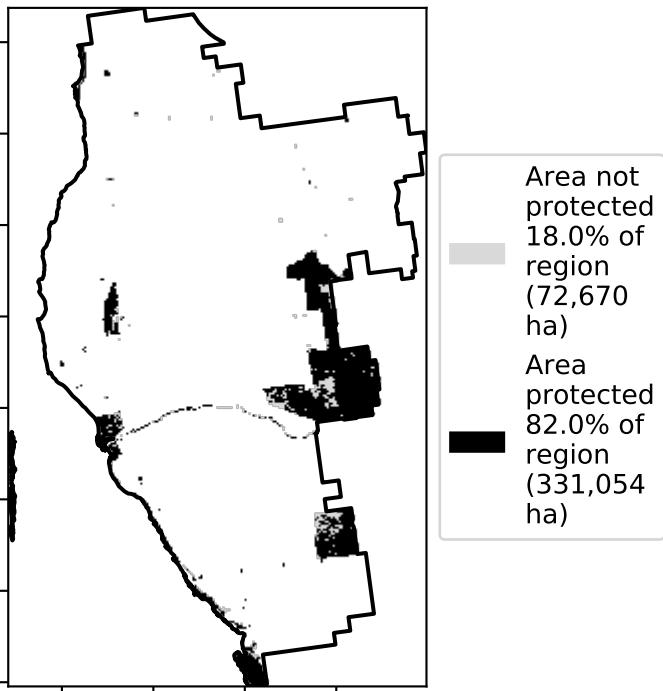 Area not
protected
18.0% of
region
(72,670
ha)
Area
protected
82.0% of
region
(331,054
ha)